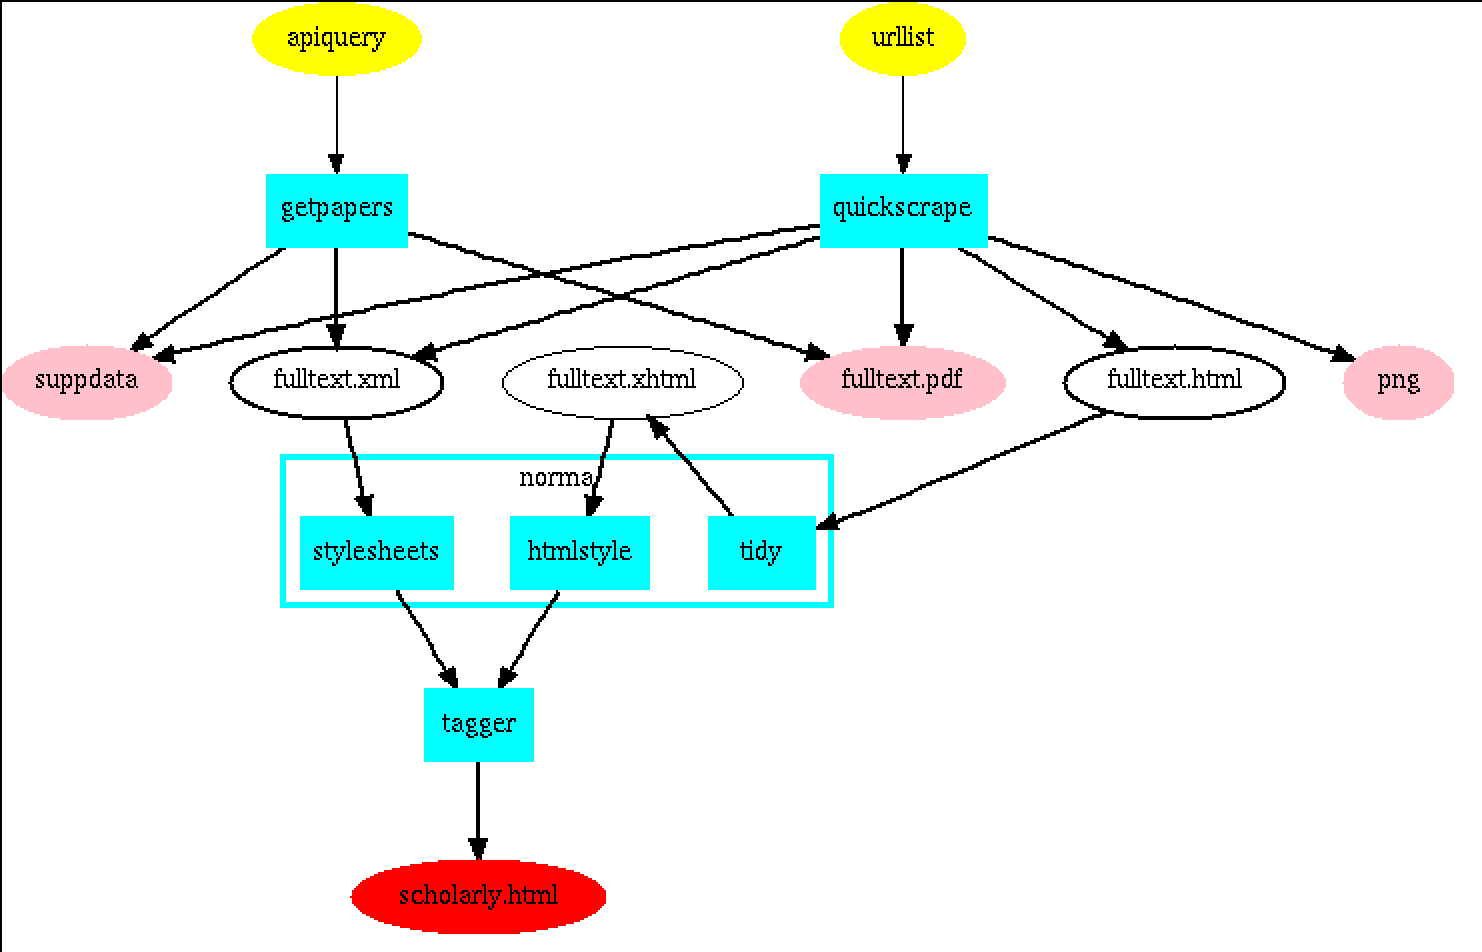 apiquery
urllist
getpapers
quickscrape
suppdata
fulltext.xml
fulltext.xhtml
fulltext.pdf
fulltext.html
png
norma
stylesheets
htmlstyle
tidy
tagger
scholarly.html